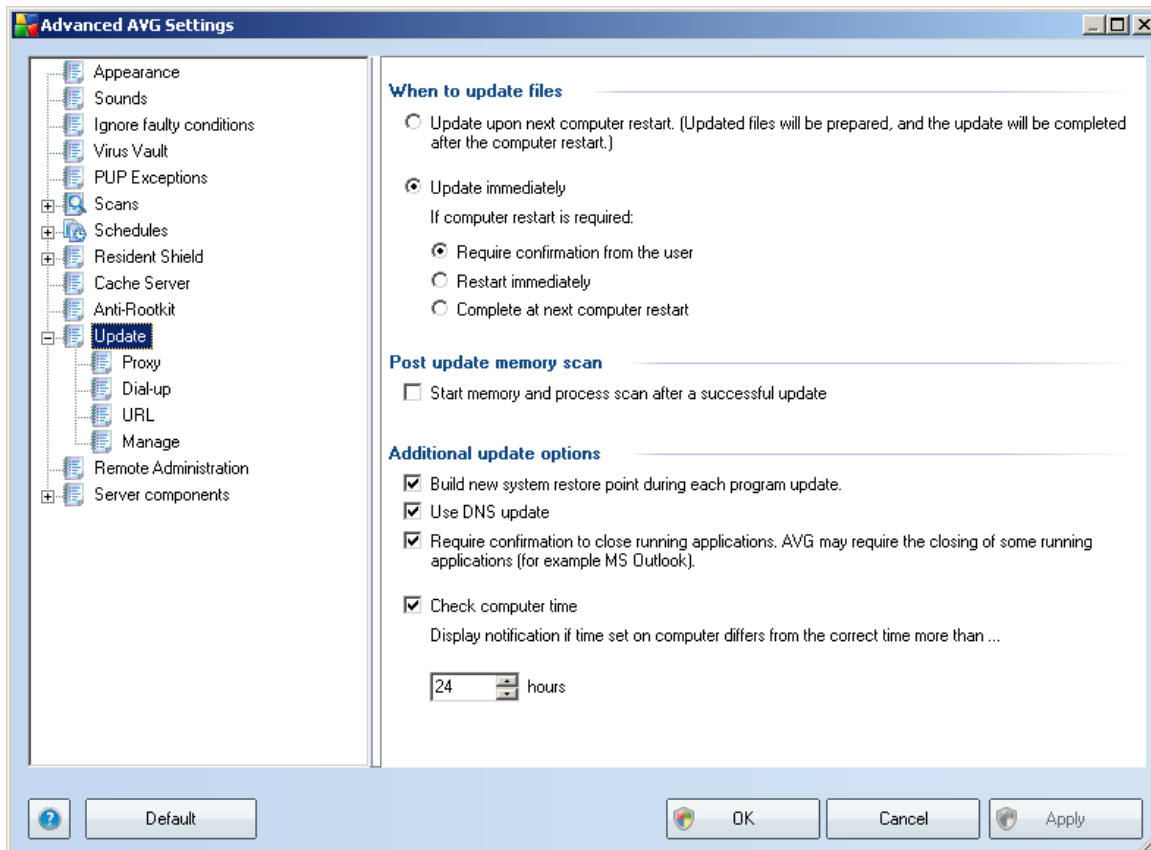 Advanced AVG Settings
Appearance
Sounds
Ignore faulty conditions
Virus Vault
PUP Exceptions
Scans
Schedules
Resident Shield
Cache Server
Anti-Rootkit
Update
Proxy
Dial-up
URL
Manage
Remote Administration
Server components
When to update files
Update upon next computer restart. (Updated files will be prepared, and the update will be completed
after the computer restart.)
Update immediately
If computer restart is required:
Require confirmation from the user
Restart immediately
Complete at next computer restart
Post update memory scan
Start memory and process scan after a successful update
Additional update options
Build new system restore point during each program update.
Use DNS update
Require confirmation to close running applications. AVG may require the closing of some running
applications (for example MS Outlook).
Check computer time
Display notification if time set on computer differs from the correct time more than ...
24 hours
? Default OK Cancel Apply